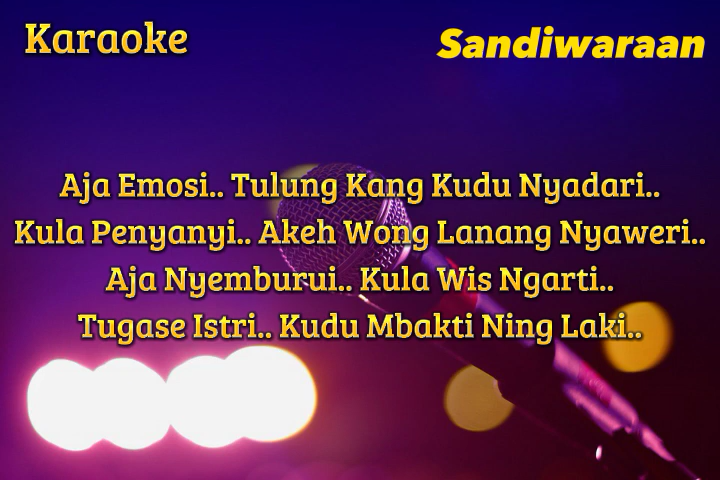 Karaoke
Sandiwaraan
Aja Emosi.. Tulung Kang Kudu Nyadari..
Kula Penyanyi.. Akeh Wong Lanang Nyaweri..
Aja Nyemburui.. Kula Wis Ngarti..
Tugase Istri.. Kudu Mbakti Ning Laki..